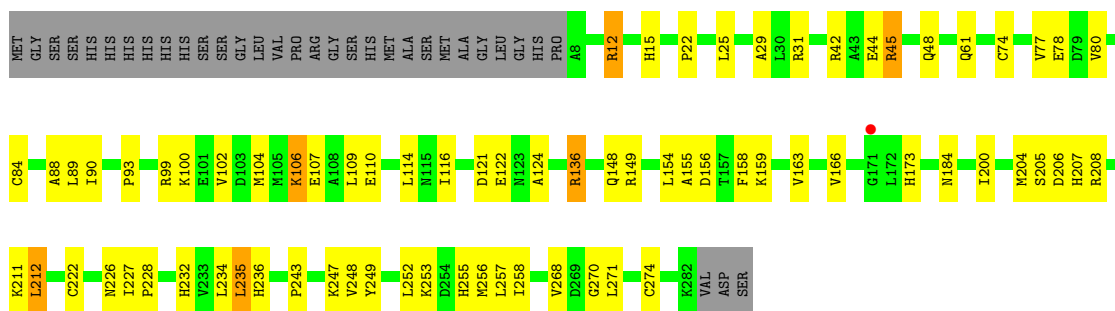 MET GLY SER SER HIS HIS HIS HIS HIS HIS SER SER GLY LEU VAL PRO ARG GLY SER HIS MET ALA SER MET ALA GLY LEU GLY HIS PRO A8 R12 H15 P22 L25 A29 L30 R31 R42 A43 E44 R45 Q48 Q61 C74 V77 E78 D79 V80
C84 A88 L89 I90 P93 R99 K100 E101 V102 D103 M104 M105 K106 E107 A108 L109 E110 L114 N115 I116 D121 E122 N123 A124 R136 Q148 R149 L154 A155 D156 T157 F158 K159 V163 V166 G171 L172 H173 N184 I200 M204 S205 D206 H207 R208
K211 L212 C222 N226 I227 P228 H232 V233 L234 L235 H236 P243 K247 V248 Y249 L252 K253 D254 H255 M256 L257 I258 V268 D269 G270 L271 C274 K282 VAL ASP SER